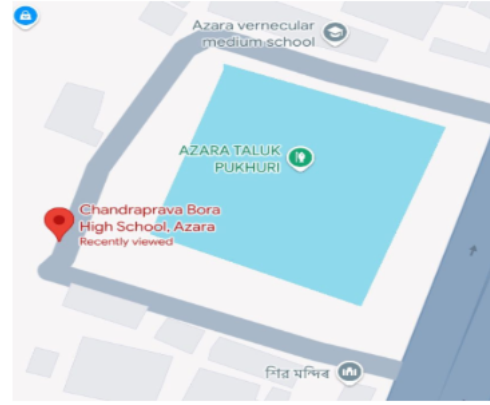 Azara vernecular
medium school
AZARA TALUK
PUKHURI
Chandraprava Bora
High School, Azara
Recently viewed
শিৱ মন্দিৰ